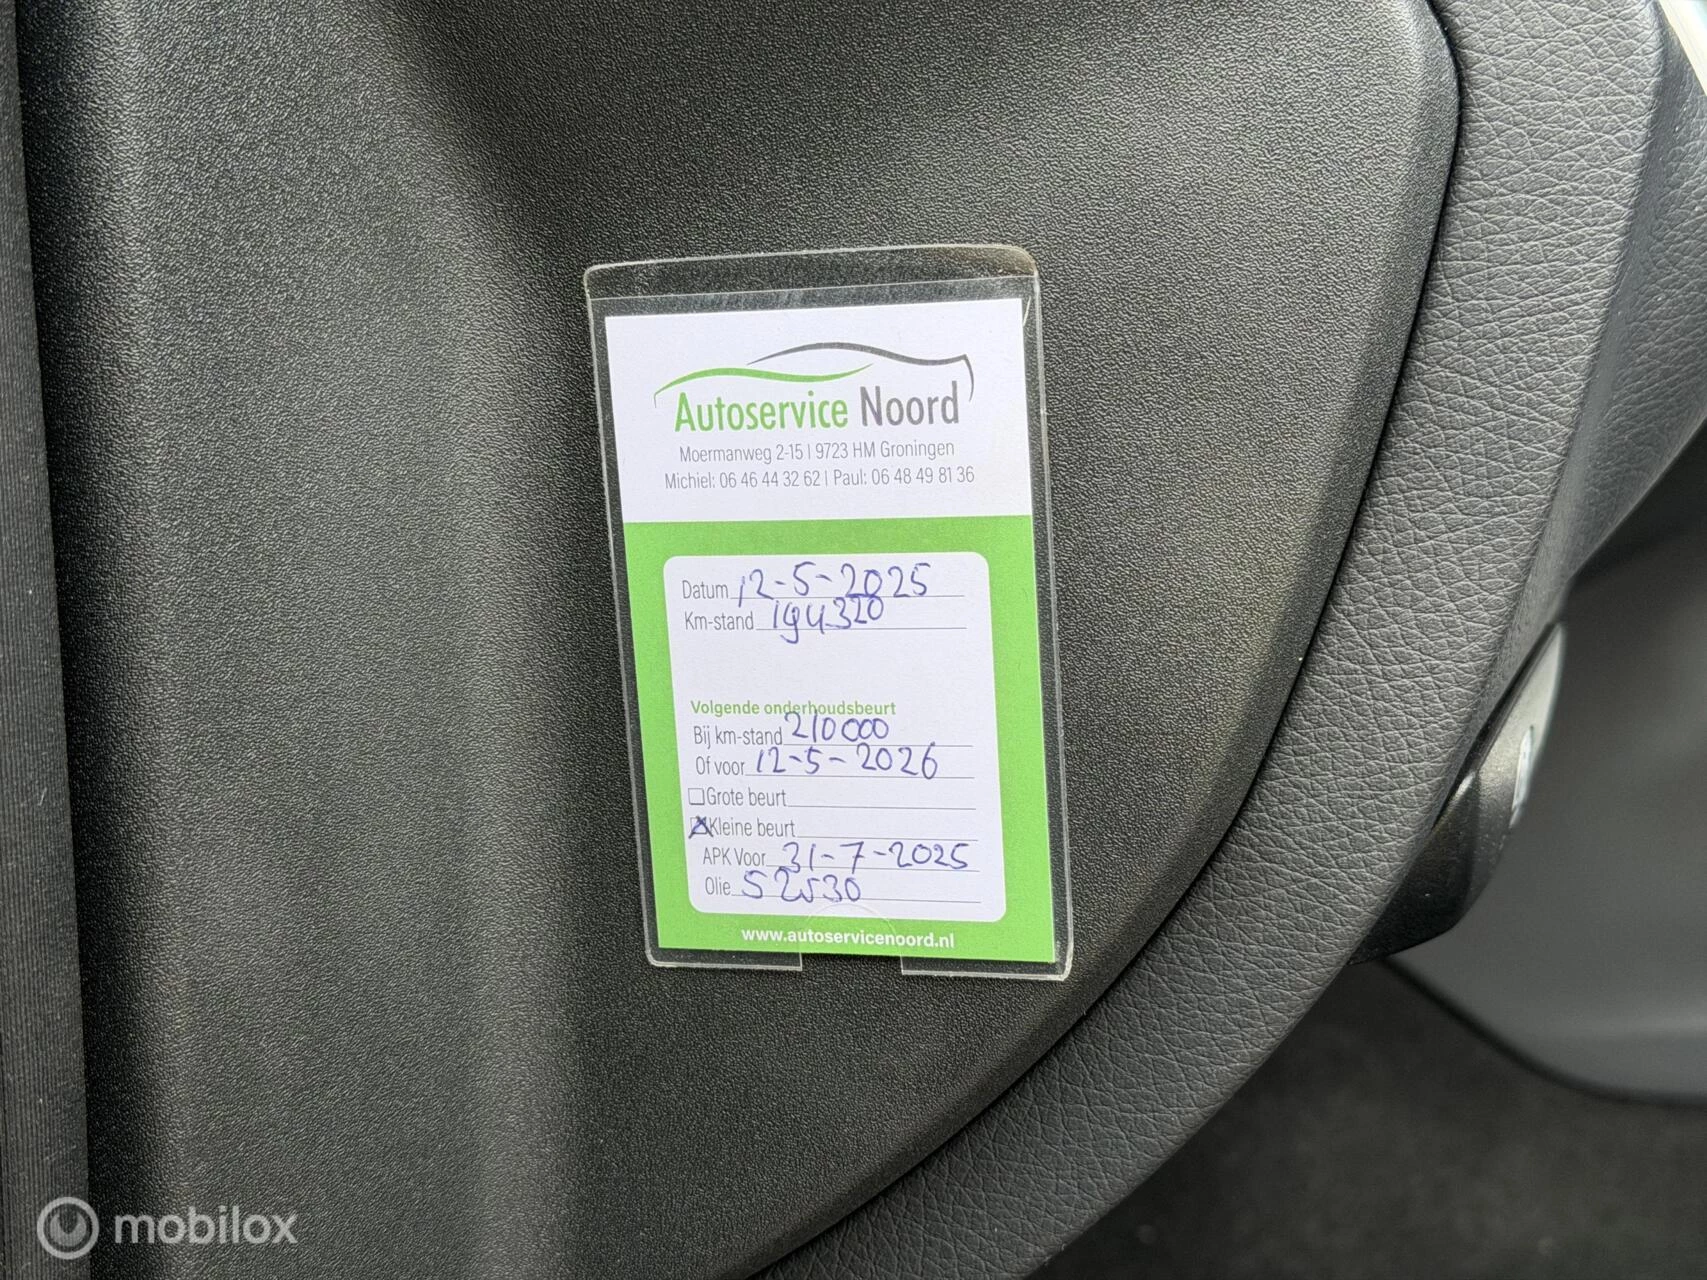 Autoservice Noord
Moermanweg 2-15 | 9723 HM Groningen
Michiel: 06 46 44 32 62 | Paul: 06 48 49 81 36
Datum 12-5-2025
Km-stand 194320
Volgende onderhoudsbeurt
Bij km-stand 210000
Of voor 12-5-2026
Grote beurt
Kleine beurt
APK Voor 31-7-2025
Olie 5w30
www.autoservicenoord.nl
mobilox